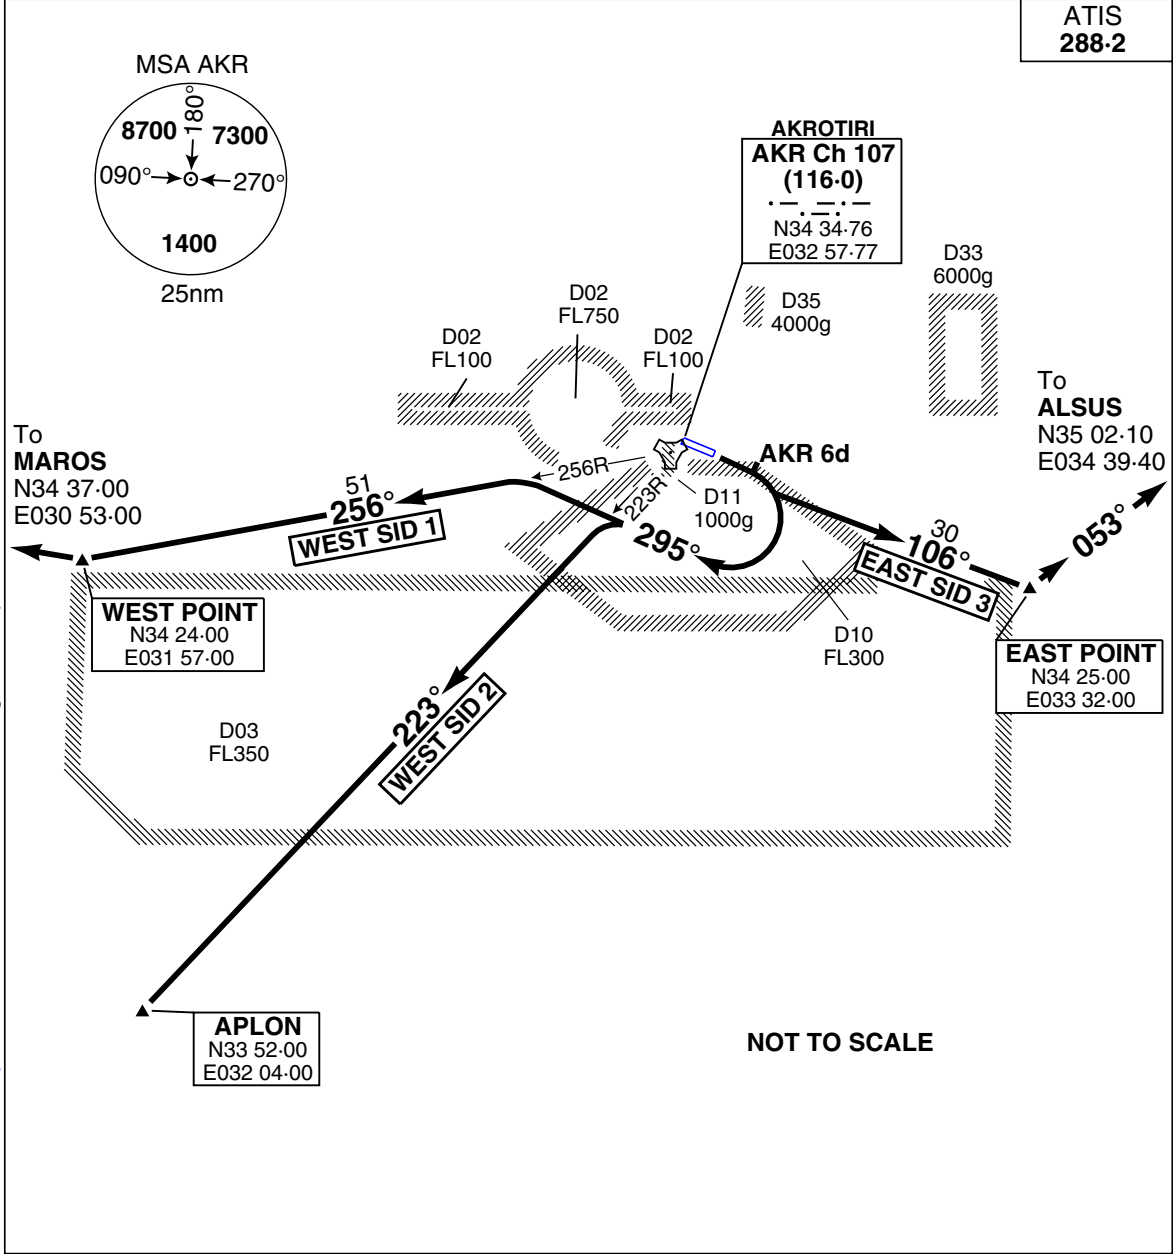 ATIS
288·2
MSA AKR
180°
8700
7300
090°
270°
1400
25nm
AKROTIRI
AKR Ch 107
(116·0)
N34 34·76
E032 57·77
D33
6000g
D35
4000g
D02
FL750
D02
FL100
D02
FL100
To
ALSUS
N35 02·10
E034 39·40
To
MAROS
N34 37·00
E030 53·00
AKR 6d
256R
223R
D11
1000g
51
256°
WEST SID 1
295°
30
106°
EAST SID 3
053°
WEST POINT
N34 24·00
E031 57·00
D10
FL300
EAST POINT
N34 25·00
E033 32·00
223°
WEST SID 2
D03
FL350
APLON
N33 52·00
E032 04·00
NOT TO SCALE